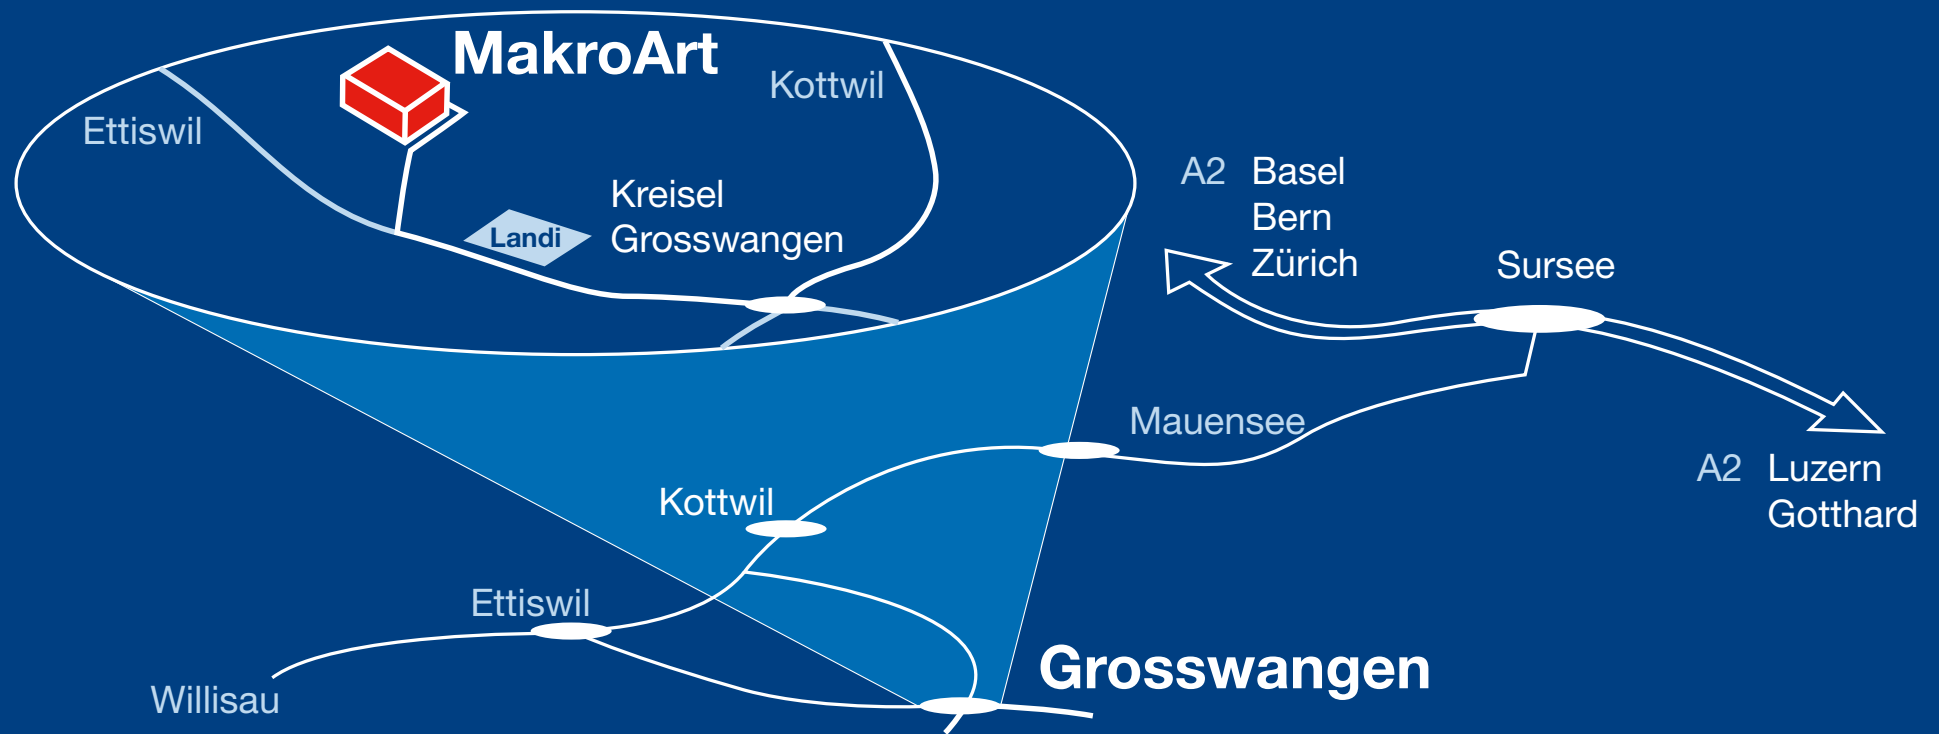 MakroArt
Kottwil
Ettiswil
Kreisel
Grosswangen
Landi
A2 Basel
Bern
Zürich
Sursee
Mauensee
A2 Luzern
Gotthard
Kottwil
Ettiswil
Grosswangen
Willisau